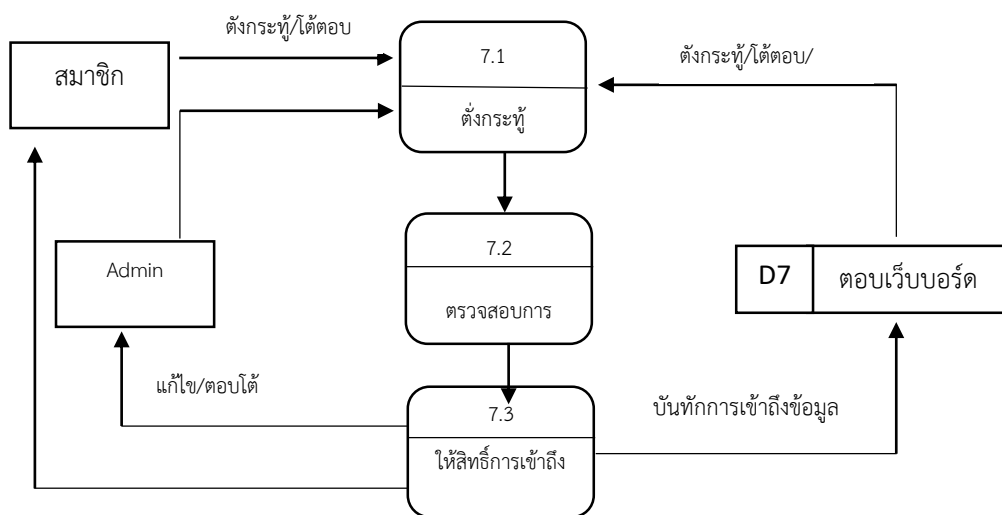 ตังกระทู้/โต้ตอบ
7.1
ตังกระทู้/โต้ตอบ/
สมาชิก
ตั่งกระทู้
Admin
7.2
D7 ตอบเว็บบอร์ด
ตรวจสอบการ
แก้ไข/ตอบโต้
7.3
บันทักการเข้าถึงข้อมูล
ให้สิทธิ์การเข้าถึง